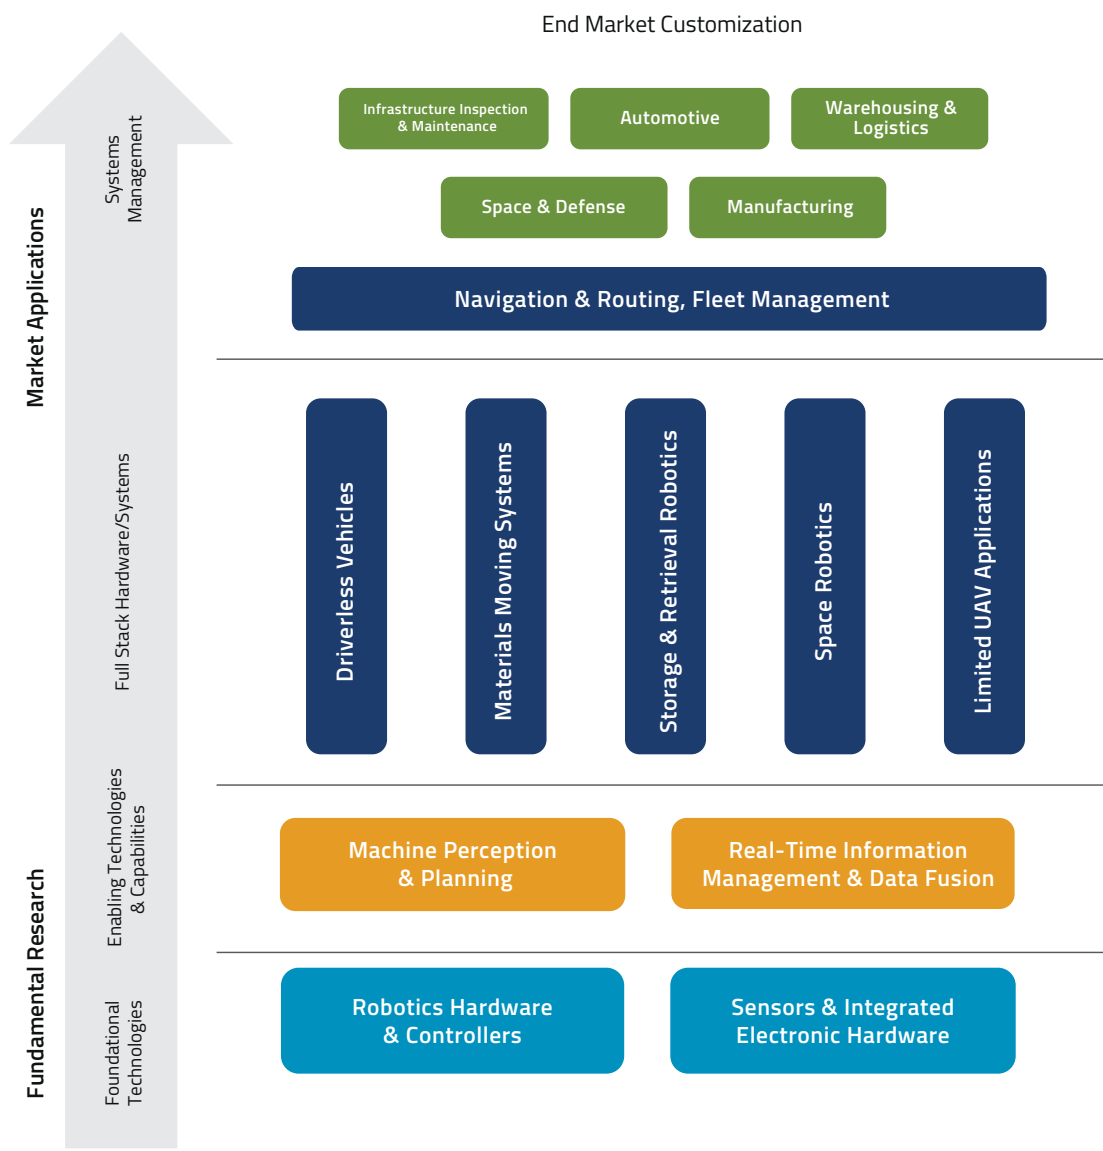 End Market Customization
Infrastructure Inspection
& Maintenance
Automotive
Warehousing &
Logistics
Space & Defense
Manufacturing
Navigation & Routing, Fleet Management
Systems
Management
Market Applications
Driverless Vehicles
Materials Moving Systems
Storage & Retrieval Robotics
Space Robotics
Limited UAV Applications
Full Stack Hardware/Systems
Machine Perception
& Planning
Real-Time Information
Management & Data Fusion
Enabling Technologies
& Capabilities
Fundamental Research
Robotics Hardware
& Controllers
Sensors & Integrated
Electronic Hardware
Foundational
Technologies